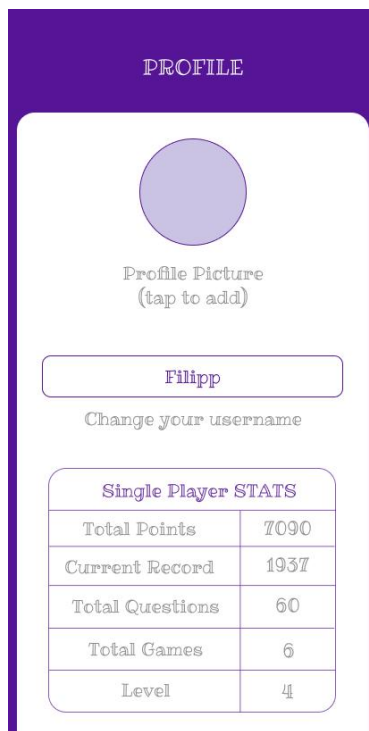 PROFILE
Profile Picture
(tap to add)
Filipp
Change your username
Single Player STATS
Total Points 7090
Current Record 1937
Total Questions 60
Total Games 6
Level 4